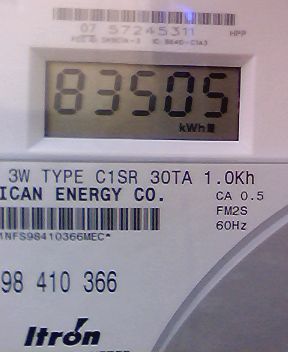 07 57245311 HPP
83505
kWh
3W TYPE C1SR 30TA 1.0Kh
ICAN ENERGY CO. CA 0.5
FM2S
60Hz
1NFS98410366MEC*
98 410 366
Itron